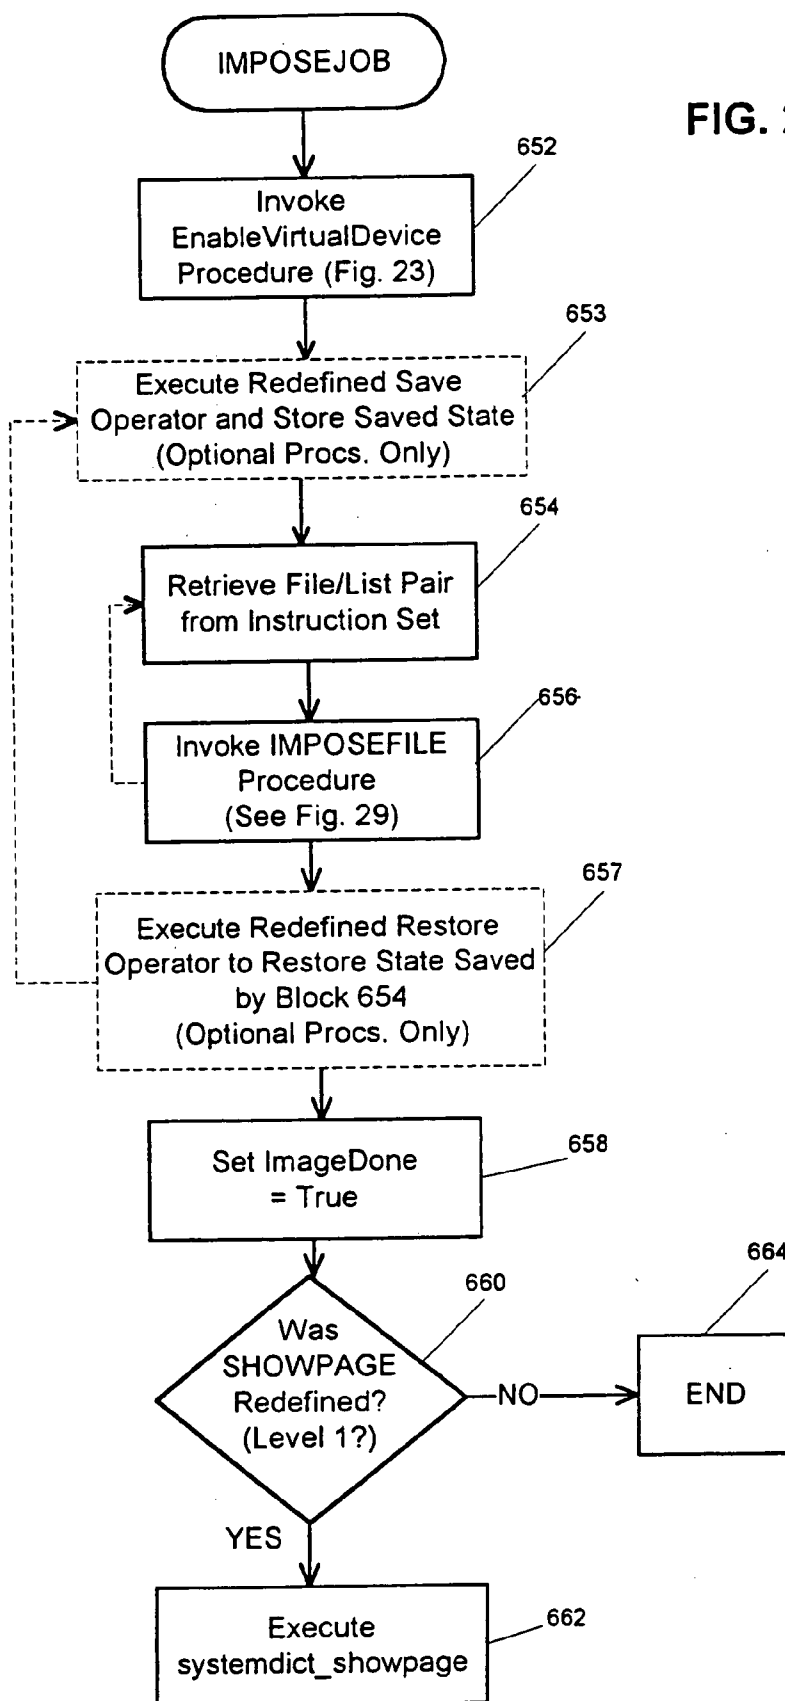 IMPOSEJOB
FIG. 2
652
Invoke
EnableVirtualDevice
Procedure (Fig. 23)
653
Execute Redefined Save
Operator and Store Saved State
(Optional Procs. Only)
654
Retrieve File/List Pair
from Instruction Set
656
Invoke IMPOSEFILE
Procedure
(See Fig. 29)
657
Execute Redefined Restore
Operator to Restore State Saved
by Block 654
(Optional Procs. Only)
658
Set ImageDone
= True
660
664
Was
SHOWPAGE
Redefined?
(Level 1?)
NO
END
YES
662
Execute
systemdict_showpage